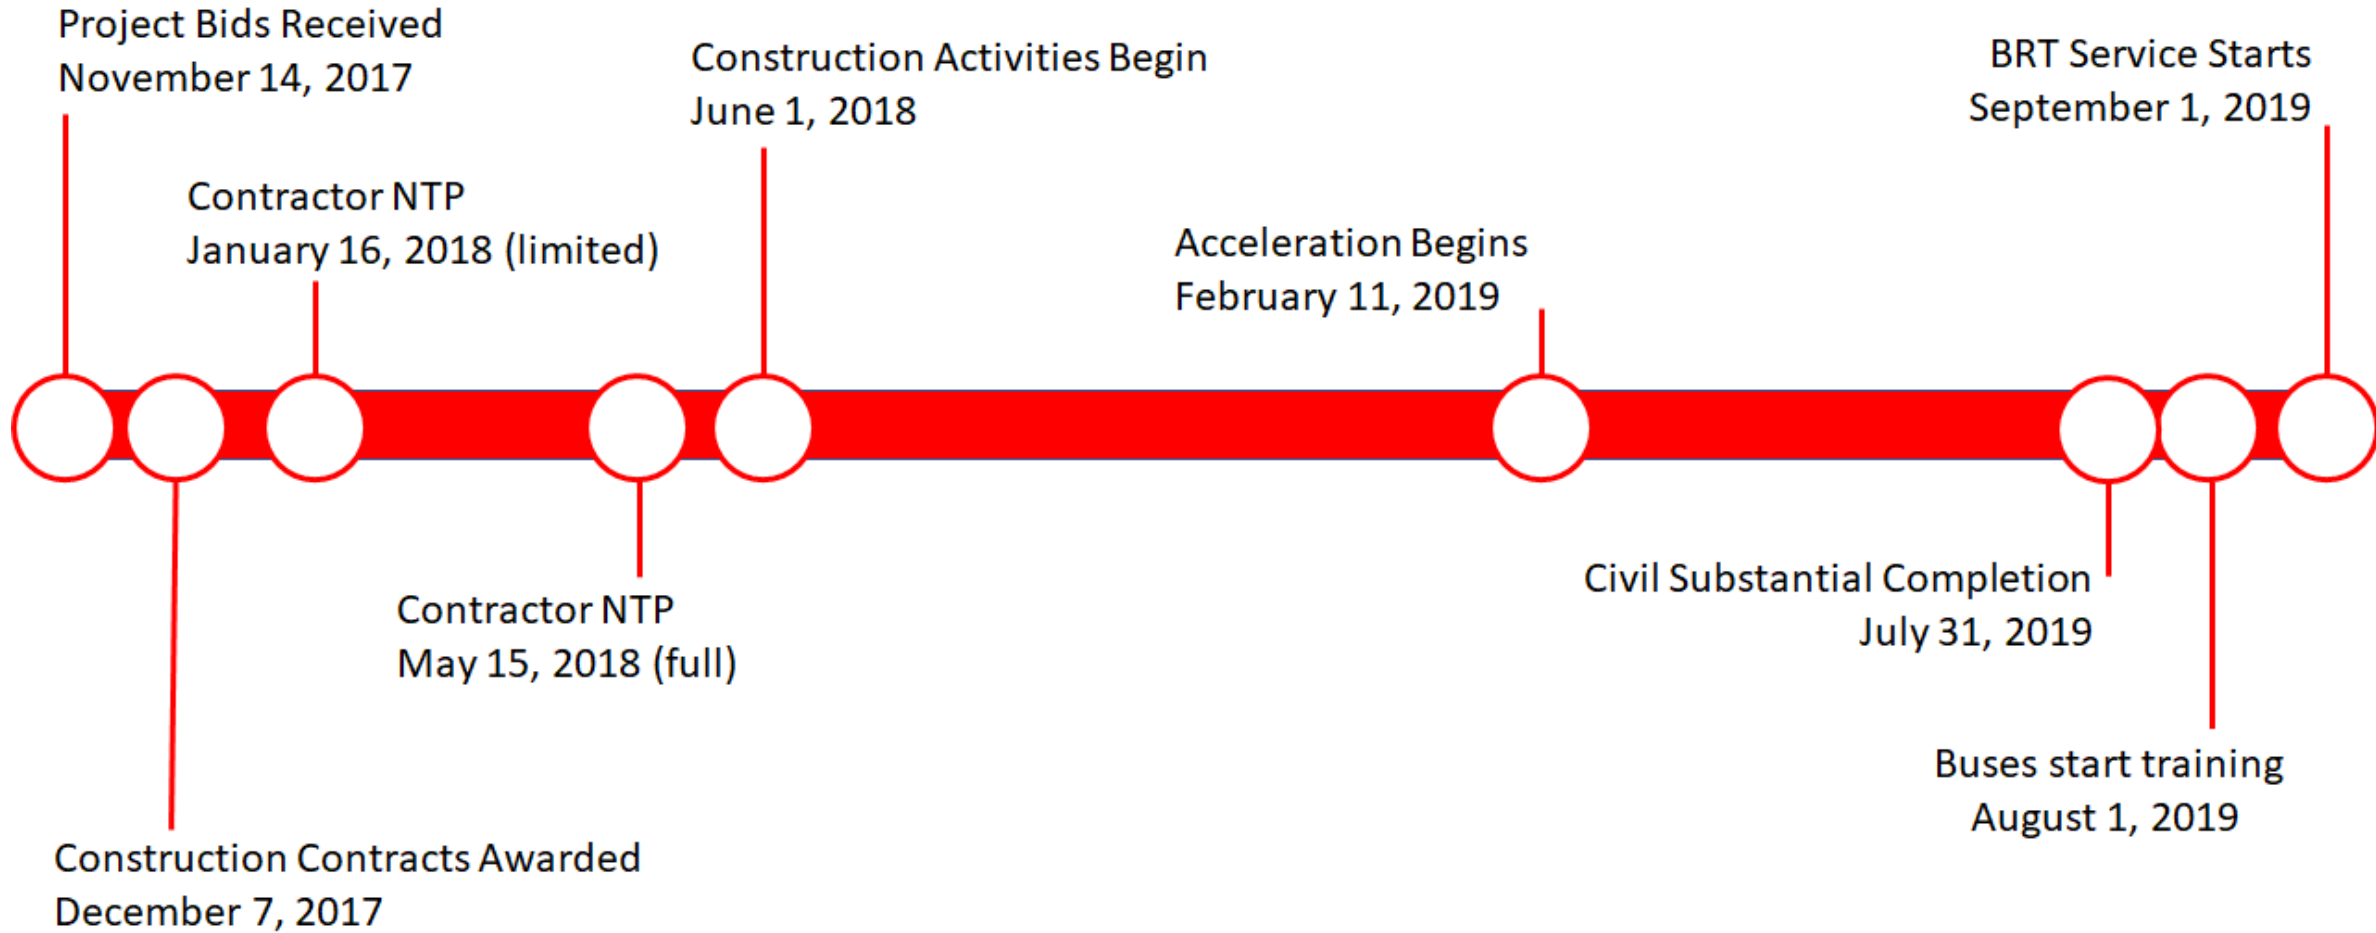 Project Bids Received
November 14, 2017
Construction Activities Begin
June 1, 2018
BRT Service Starts
September 1, 2019
Contractor NTP
January 16, 2018 (limited)
Acceleration Begins
February 11, 2019
Contractor NTP
May 15, 2018 (full)
Civil Substantial Completion
July 31, 2019
Buses start training
August 1, 2019
Construction Contracts Awarded
December 7, 2017